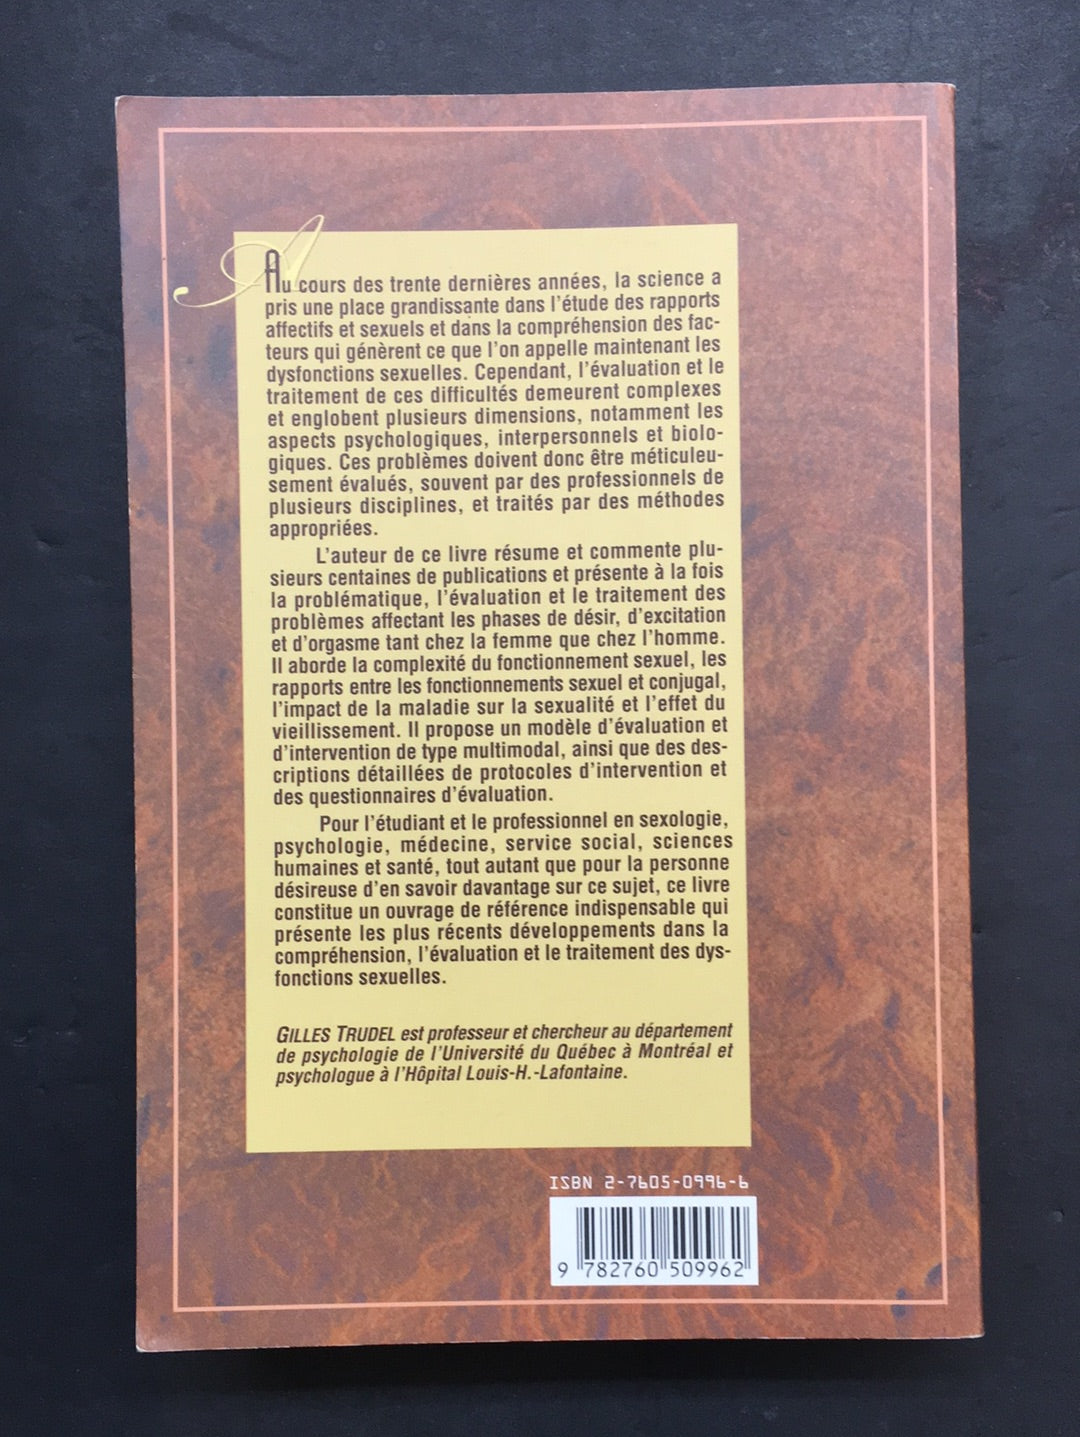 Au cours des trente dernières années, la science a
pris une place grandissante dans l'étude des rapports
affectifs et sexuels et dans la compréhension des fac-
teurs qui génèrent ce que l'on appelle maintenant les
dysfonctions sexuelles. Cependant, l'évaluation et le
traitement de ces difficultés demeurent complexes
et englobent plusieurs dimensions, notamment les
aspects psychologiques, interpersonnels et biolo-
giques. Ces problèmes doivent donc être méticuleu-
sement évalués, souvent par des professionnels de
plusieurs disciplines, et traités par des méthodes
appropriées.
L'auteur de ce livre résume et commente plu-
sieurs centaines de publications et présente à la fois
la problématique, l'évaluation et le traitement des
problèmes affectant les phases de désir, d'excitation
et d'orgasme tant chez la femme que chez l'homme.
Il aborde la complexité du fonctionnement sexuel, les
rapports entre les fonctionnements sexuel et conjugal,
l'impact de la maladie sur la sexualité et l'effet du
vieillissement. Il propose un modèle d'évaluation et
d'intervention de type multimodal, ainsi que des des-
criptions détaillées de protocoles d'intervention et
des questionnaires d'évaluation.
Pour l'étudiant et le professionnel en sexologie,
psychologie, médecine, service social, sciences
humaines et santé, tout autant que pour la personne
désireuse d'en savoir davantage sur ce sujet, ce livre
constitue un ouvrage de référence indispensable qui
présente les plus récents développements dans la
compréhension, l'évaluation et le traitement des dys-
fonctions sexuelles.
GILLES TRUDEL est professeur et chercheur au département
de psychologie de l'Université du Québec à Montréal et
psychologue à l'Hôpital Louis-H.-Lafontaine.
ISBN 2-7605-0996-6
9 782760 509962